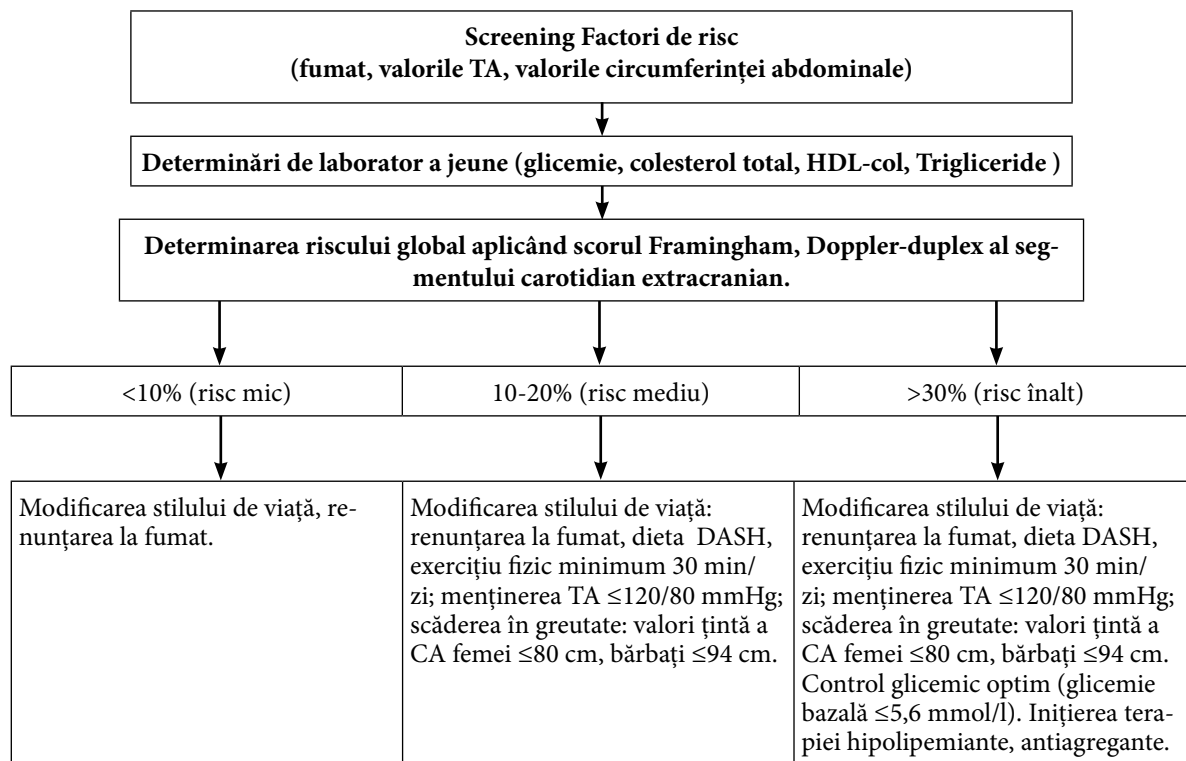 Screening Factori de risc
(fumat, valorile TA, valorile circumferinței abdominale)
Determinări de laborator a jeune (glicemie, colesterol total, HDL-col, Trigliceride )
Determinarea riscului global aplicând scorul Framingham, Doppler-duplex al seg-
mentului carotidian extracranian.
<10% (risc mic)
10-20% (risc mediu)
>30% (risc înalt)
Modificarea stilului de viață, re-
nunțarea la fumat.
Modificarea stilului de viață:
renunțarea la fumat, dieta DASH,
exercițiu fizic minimum 30 min/
zi; menținerea TA ≤120/80 mmHg;
scăderea în greutate: valori țintă a
CA femei ≤80 cm, bărbați ≤94 cm.
Modificarea stilului de viață:
renunțarea la fumat, dieta DASH,
exercițiu fizic minimum 30 min/
zi; menținerea TA ≤120/80 mmHg;
scăderea în greutate: valori țintă a
CA femei ≤80 cm, bărbați ≤94 cm.
Control glicemic optim (glicemie
bazală ≤5,6 mmol/l). Inițierea tera-
piei hipolipemiante, antiagregante.